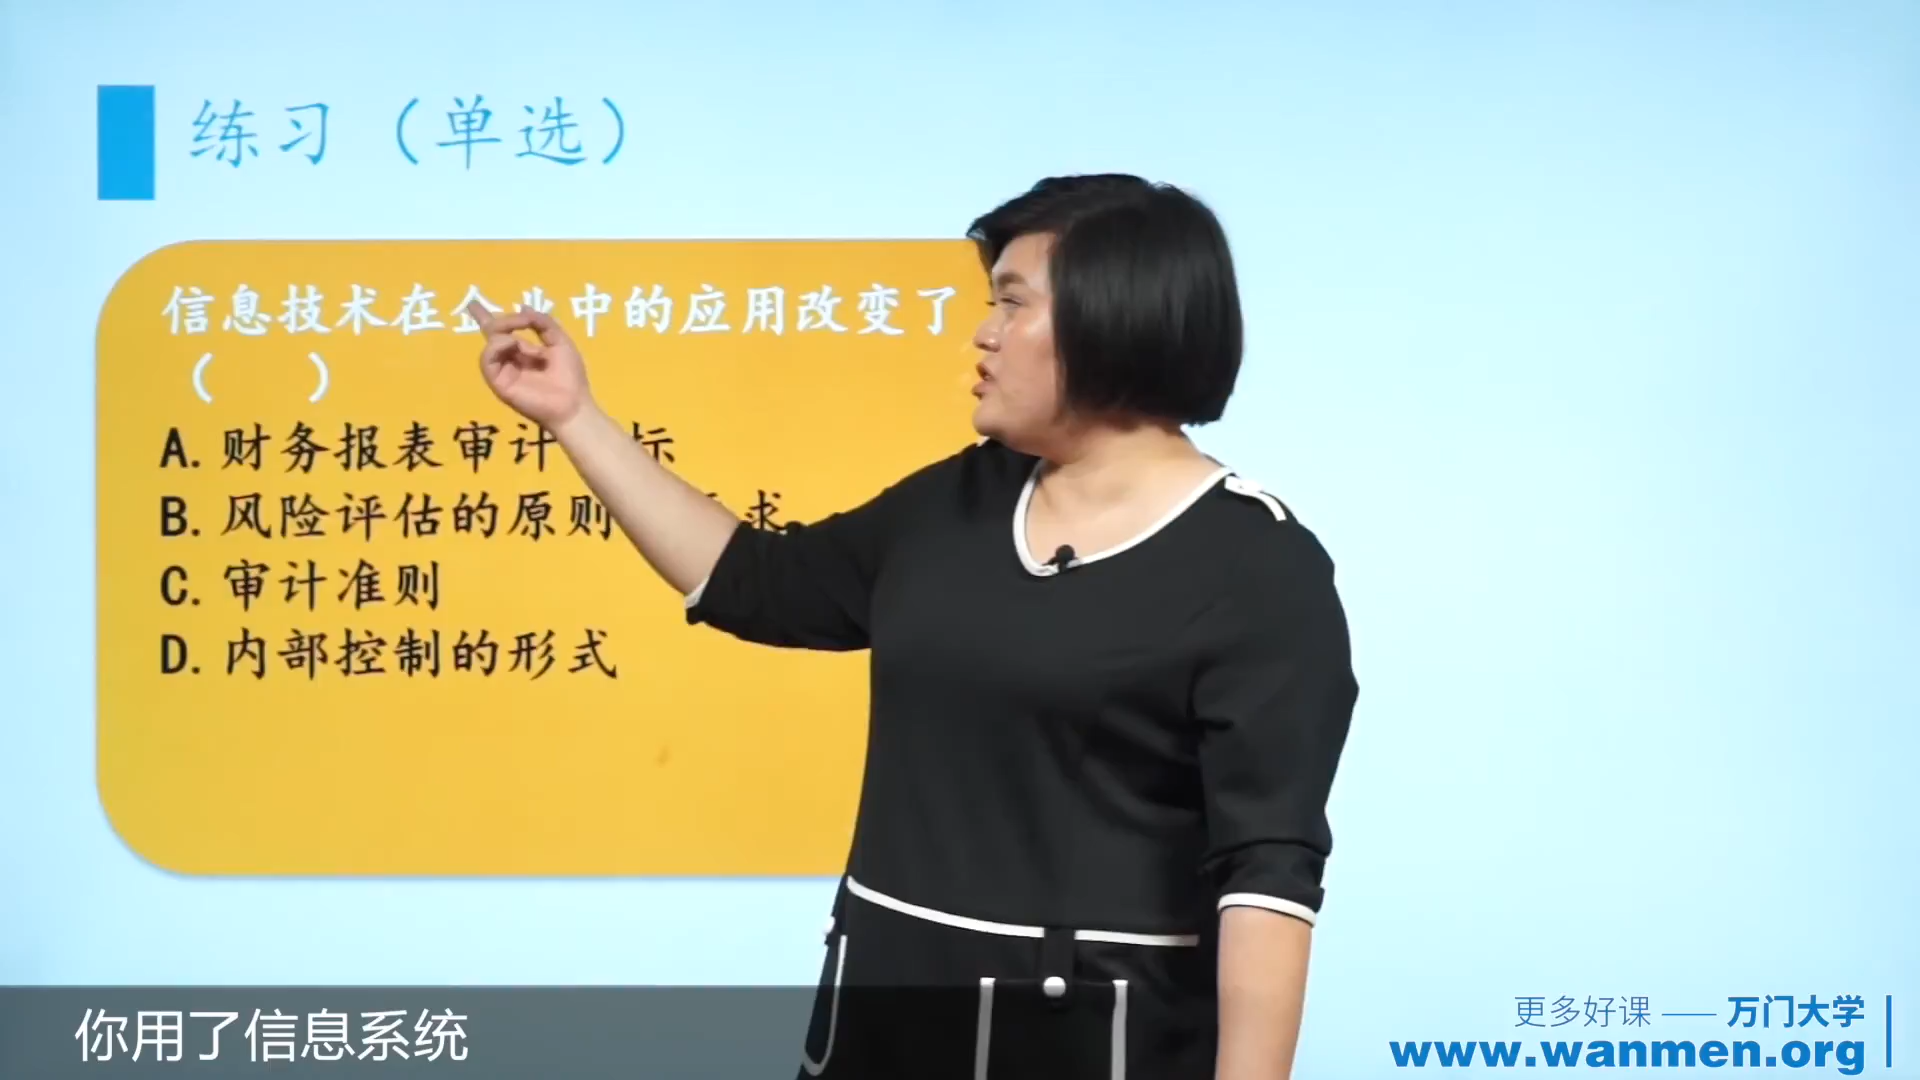 练习（单选）
信息技术在企业中的应用改变了
（ ）
A. 财务报表审计 标
B. 风险评估的原则 求
C. 审计准则
D. 内部控制的形式
你用了信息系统
更多好课 —— 万门大学
www.wanmen.org